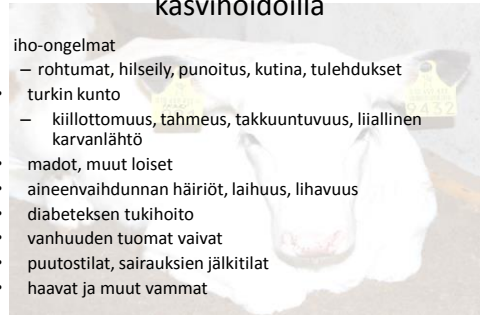 kasvihoidoilla
iho-ongelmat
– rohtumat, hilseily, punoitus, kutina, tulehdukset
• turkin kunto
– kiillottomuus, tahmeus, takkuuntuvuus, liiallinen
karvanlähtö
• madot, muut loiset
• aineenvaihdunnan häiriöt, laihuus, lihavuus
• diabeteksen tukihoito
• vanhuuden tuomat vaivat
• puutostilat, sairauksien jälkitilat
• haavat ja muut vammat
9432